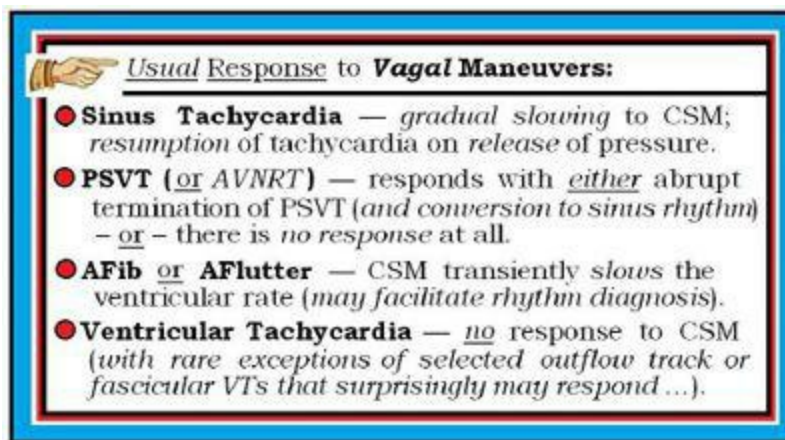 Usual Response to Vagal Maneuvers:
Sinus Tachycardia — gradual slowing to CSM;
resumption of tachycardia on release of pressure.
PSVT (or AVNRT) — responds with either abrupt
termination of PSVT (and conversion to sinus rhythm)
– or – there is no response at all.
AFib or AFlutter — CSM transiently slows the
ventricular rate (may facilitate rhythm diagnosis).
Ventricular Tachycardia — no response to CSM
(with rare exceptions of selected outflow track or
fascicular VTs that surprisingly may respond ...).